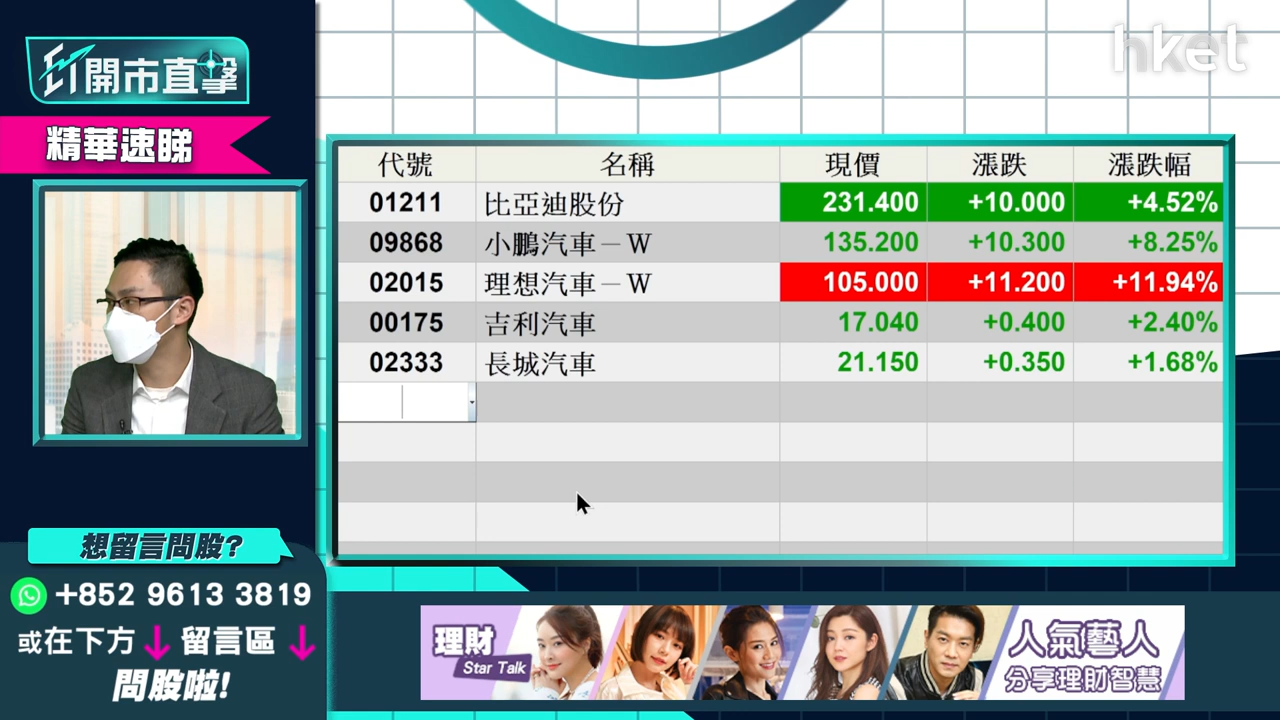 hket
ET開市直擊
精華速睇
代號 名稱 現價 漲跌 漲跌幅
01211 比亞迪股份 231.400 +10.000 +4.52%
09868 小鵬汽車－W 135.200 +10.300 +8.25%
02015 理想汽車－W 105.000 +11.200 +11.94%
00175 吉利汽車 17.040 +0.400 +2.40%
02333 長城汽車 21.150 +0.350 +1.68%
想留言問股?
+852 9613 3819
或在下方↓留言區↓
問股啦!
理財
Star Talk
人氣藝人
分享理財智慧